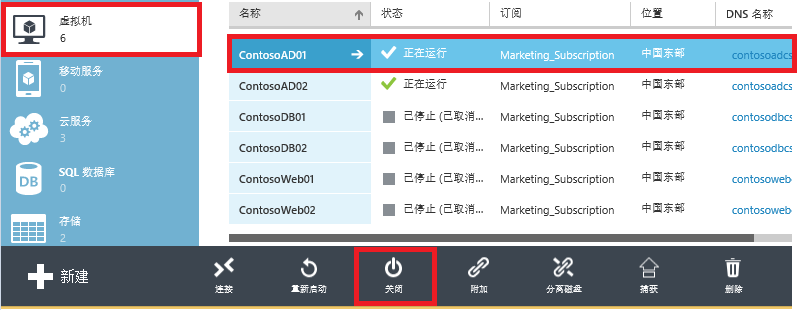 虚拟机
6
移动服务
0
云服务
3
SQL 数据库
0
存储
2
名称 状态 订阅 位置 DNS 名称
ContosoAD01 正在运行 Marketing_Subscription 中国东部 contosoadcs
ContosoAD02 正在运行 Marketing_Subscription 中国东部 contosoadcs
ContosoDB01 已停止 (已取消... Marketing_Subscription 中国东部 contosodbcs
ContosoDB02 已停止 (已取消... Marketing_Subscription 中国东部 contosodbcs
ContosoWeb01 已停止 (已取消... Marketing_Subscription 中国东部 contosowebc
ContosoWeb02 已停止 (已取消... Marketing_Subscription 中国东部 contosowebc
新建 连接 重新启动 关闭 附加 分离磁盘 捕获 删除